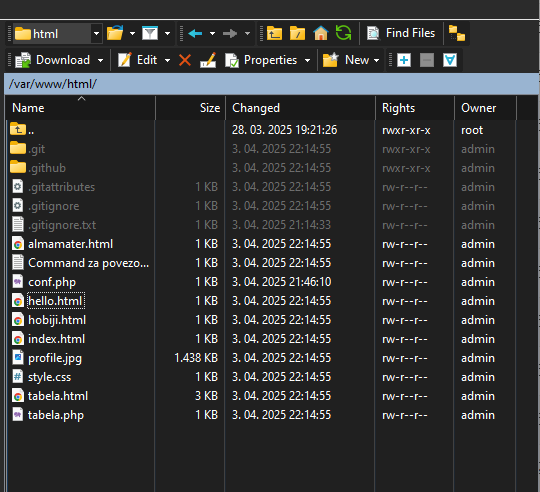 html Find Files
Download Edit Properties New
/var/www/html/
Name Size Changed Rights Owner
.. 28. 03. 2025 19:21:26 rwxr-xr-x root
.git 3. 04. 2025 22:14:55 rwxr-xr-x admin
.github 3. 04. 2025 22:14:55 rwxr-xr-x admin
.gitattributes 1 KB 3. 04. 2025 22:14:55 rw-r--r-- admin
.gitignore 1 KB 3. 04. 2025 22:14:55 rw-r--r-- admin
.gitignore.txt 1 KB 3. 04. 2025 21:14:33 rw-r--r-- admin
almamater.html 1 KB 3. 04. 2025 22:14:55 rw-r--r-- admin
Command za povezo... 1 KB 3. 04. 2025 22:14:55 rw-r--r-- admin
conf.php 1 KB 3. 04. 2025 21:46:10 rw-r--r-- admin
hello.html 1 KB 3. 04. 2025 22:14:55 rw-r--r-- admin
hobiji.html 1 KB 3. 04. 2025 22:14:55 rw-r--r-- admin
index.html 1 KB 3. 04. 2025 22:14:55 rw-r--r-- admin
profile.jpg 1.438 KB 3. 04. 2025 22:14:55 rw-r--r-- admin
style.css 1 KB 3. 04. 2025 22:14:55 rw-r--r-- admin
tabela.html 3 KB 3. 04. 2025 22:14:55 rw-r--r-- admin
tabela.php 1 KB 3. 04. 2025 22:14:55 rw-r--r-- admin